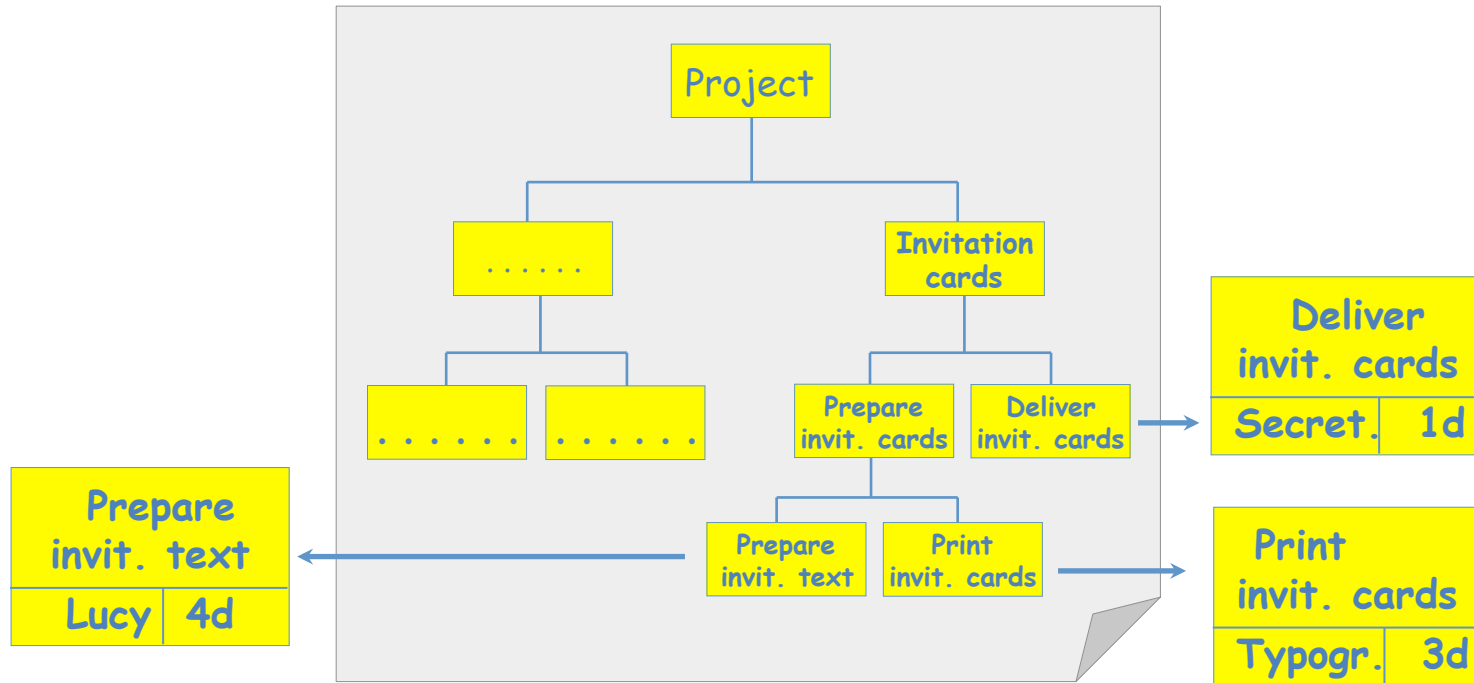 Project
. . . . . .
Invitation
cards
Deliver
invit. cards
Secret. 1d
. . . . . .
. . . . . .
Prepare
invit. cards
Deliver
invit. cards
Prepare
invit. text
Lucy 4d
Prepare
invit. text
Print
invit. cards
Print
invit. cards
Typogr. 3d